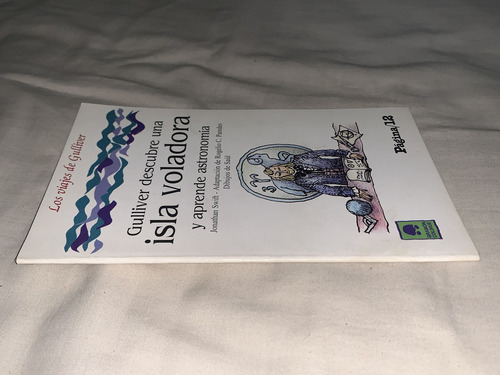 Los viajes de Gulliver
Gulliver descubre una
isla voladora
y aprende astronomía
Jonathan Swift - Adaptación de Rogelio C. Paredes
Dibujos de Saúl
Página/12